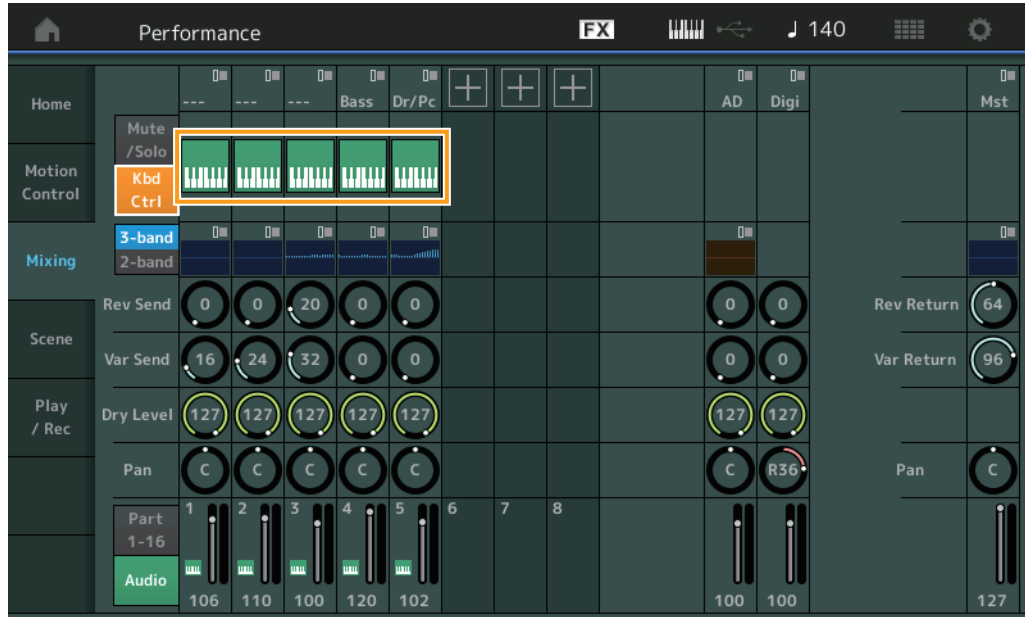 Performance FX 140
--- --- --- Bass Dr/Pc AD Digi Mst
Home
Mute
/Solo
Motion
Control
Kbd
Ctrl
3-band
2-band
Mixing
Rev Send 0 0 20 0 0 0 0 Rev Return 64
Scene
Var Send 16 24 32 0 0 0 0 Var Return 96
Play
/ Rec
Dry Level 127 127 127 127 127 127 127
Pan C C C C C C R36 Pan C
1 2 3 4 5 6 7 8
Part
1-16
Audio
106 110 100 120 102 100 100 127